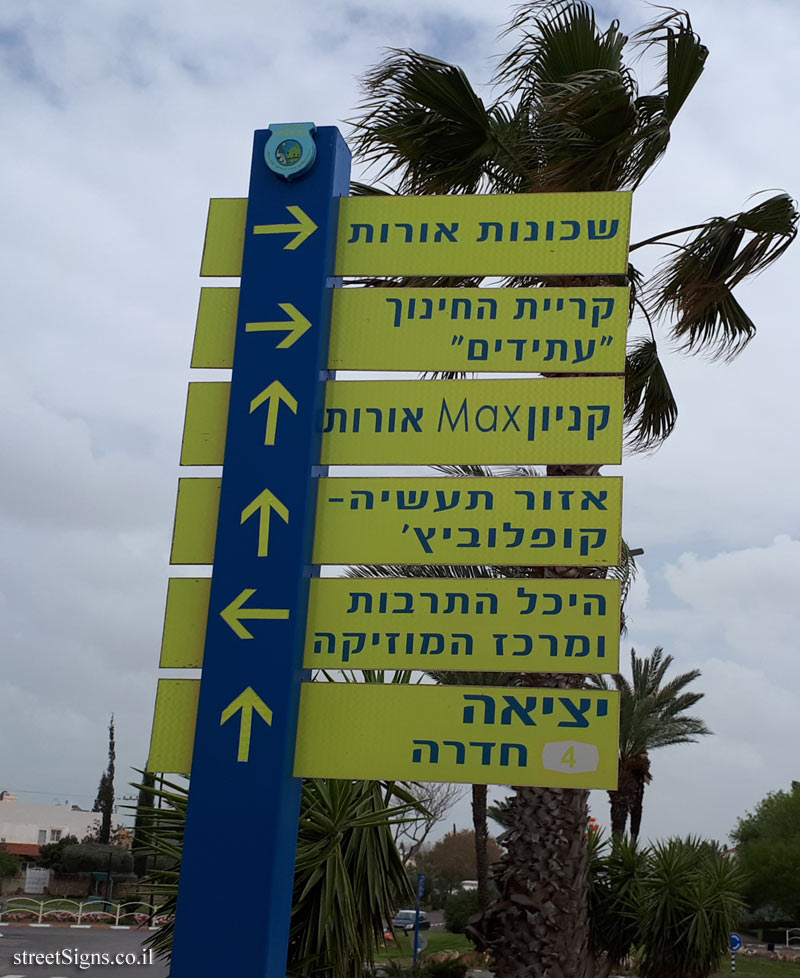 שכונות אורות
קריית החינוך
"עתידים"
קניון Max אורות
אזור תעשיה-
קופלוביץ'
היכל התרבות
ומרכז המוזיקה
יציאה
4 חדרה
streetSigns.co.il